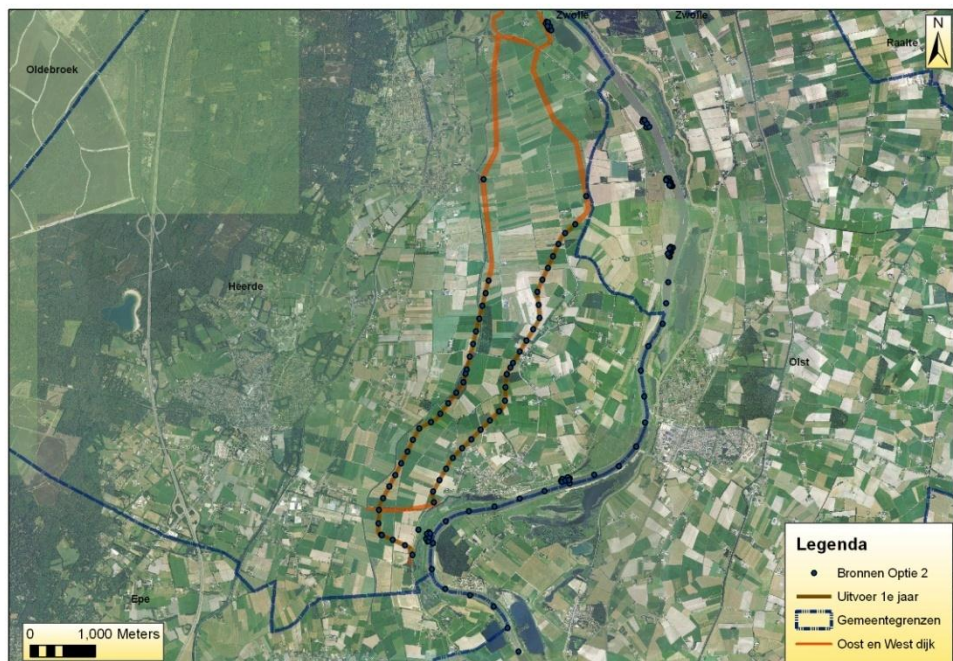 Zwolle Zwolle
N
Raalte
Oldebroek
Heerde
Olst
Epe
0 1,000 Meters
Legenda
Bronnen Optie 2
Uitvoer 1e jaar
Gemeentegrenzen
Oost en West dijk